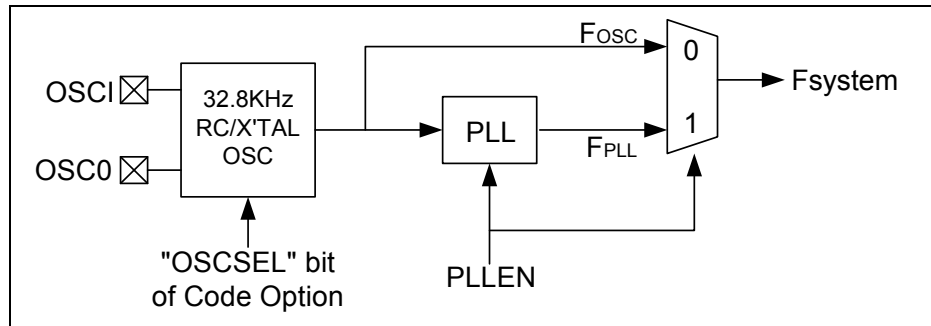 OSCI
OSC0
32.8KHz
RC/X'TAL
OSC
"OSCSEL" bit
of Code Option
PLL
PLLEN
FOSC
FPLL
0
1
Fsystem